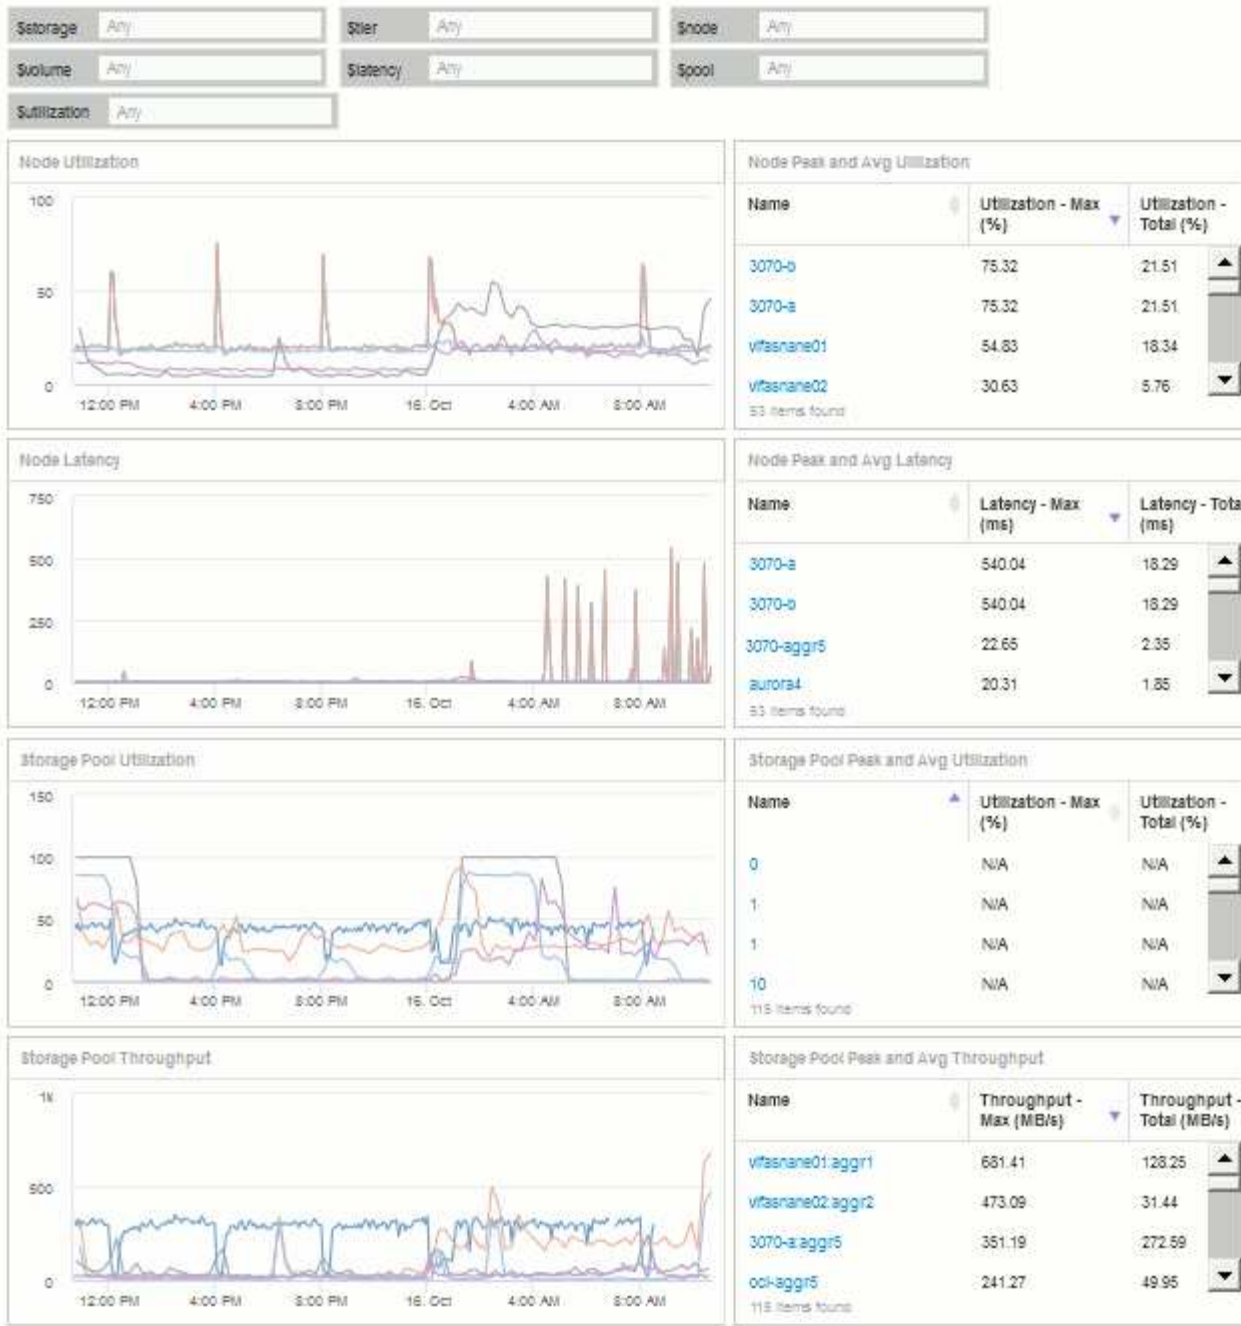 $storage Any $tier Any $node Any
$volume Any $latency Any $pool Any
$utilization Any
Node Utilization
100
50
0
12:00 PM 4:00 PM 8:00 PM 16. Oct 4:00 AM 8:00 AM
Node Peak and Avg Utilization
Name Utilization - Max (%) Utilization - Total (%)
3070-b 75.32 21.51
3070-a 75.32 21.51
vifasnane01 54.83 18.34
vifasnane02 30.63 5.76
53 items found
Node Latency
750
500
250
0
12:00 PM 4:00 PM 8:00 PM 16. Oct 4:00 AM 8:00 AM
Node Peak and Avg Latency
Name Latency - Max (ms) Latency - Tota (ms)
3070-a 540.04 18.29
3070-b 540.04 18.29
3070-aggr5 22.65 2.35
aurora4 20.31 1.85
53 items found
Storage Pool Utilization
150
100
50
0
12:00 PM 4:00 PM 8:00 PM 16. Oct 4:00 AM 8:00 AM
Storage Pool Peak and Avg Utilization
Name Utilization - Max (%) Utilization - Total (%)
0 N/A N/A
1 N/A N/A
1 N/A N/A
10 N/A N/A
115 items found
Storage Pool Throughput
1k
500
0
12:00 PM 4:00 PM 8:00 PM 16. Oct 4:00 AM 8:00 AM
Storage Pool Peak and Avg Throughput
Name Throughput - Max (MB/s) Throughput - Total (MB/s)
vifasnane01:aggr1 681.41 128.25
vifasnane02:aggr2 473.09 31.44
3070-a:aggr5 351.19 272.59
oci-aggr5 241.27 49.95
115 items found